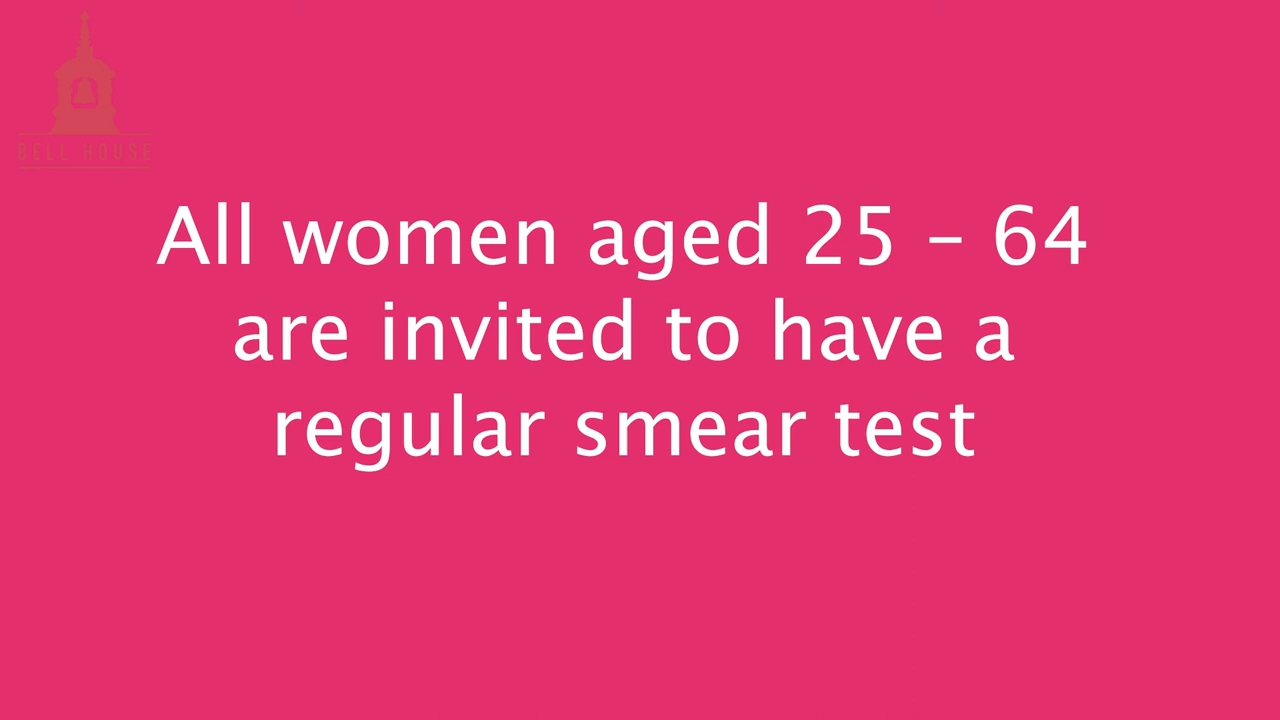 BELL HOUSE
All women aged 25 – 64
are invited to have a
regular smear test